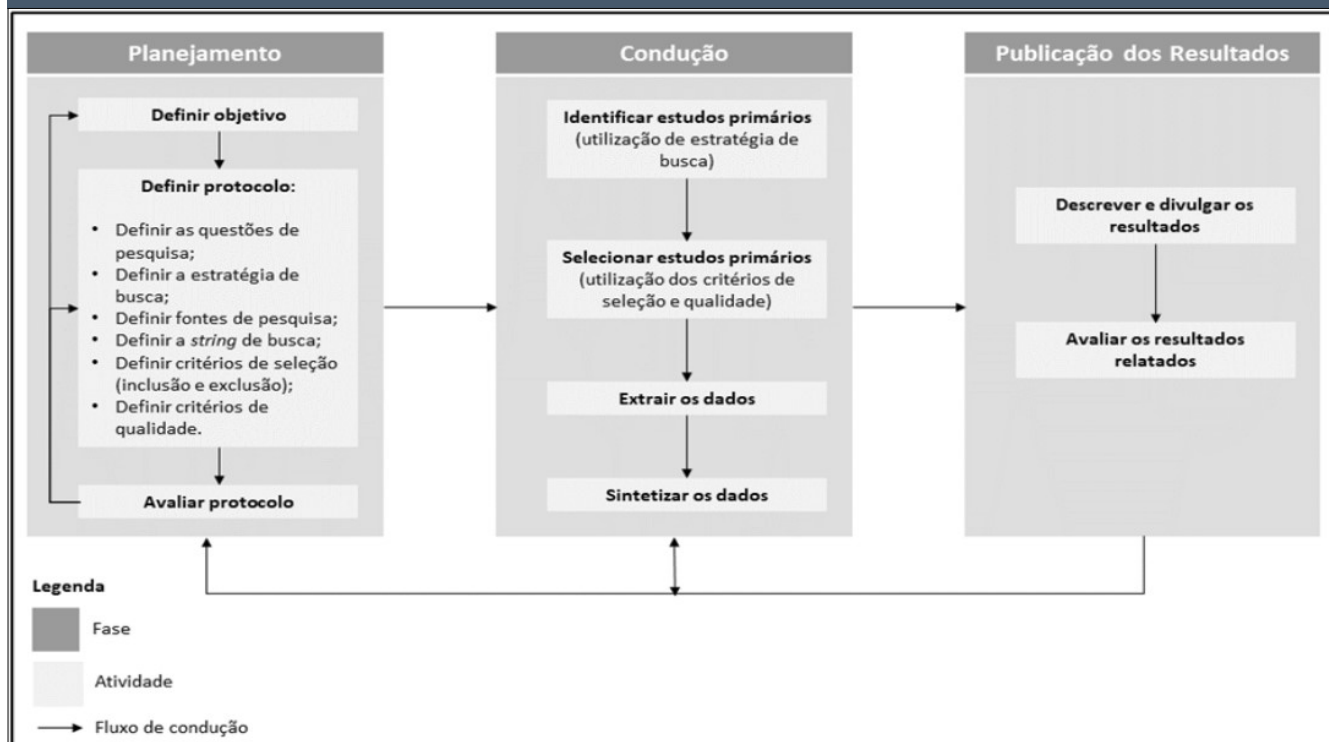 Planejamento
Definir objetivo
Definir protocolo:
• Definir as questões de
pesquisa;
• Definir a estratégia de
busca;
• Definir fontes de pesquisa;
• Definir a string de busca;
• Definir critérios de seleção
(inclusão e exclusão);
• Definir critérios de
qualidade.
Avaliar protocolo
Condução
Identificar estudos primários
(utilização de estratégia de
busca)
Selecionar estudos primários
(utilização dos critérios de
seleção e qualidade)
Extrair os dados
Sintetizar os dados
Publicação dos Resultados
Descrever e divulgar os
resultados
Avaliar os resultados
relatados
Legenda
Fase
Atividade
Fluxo de condução